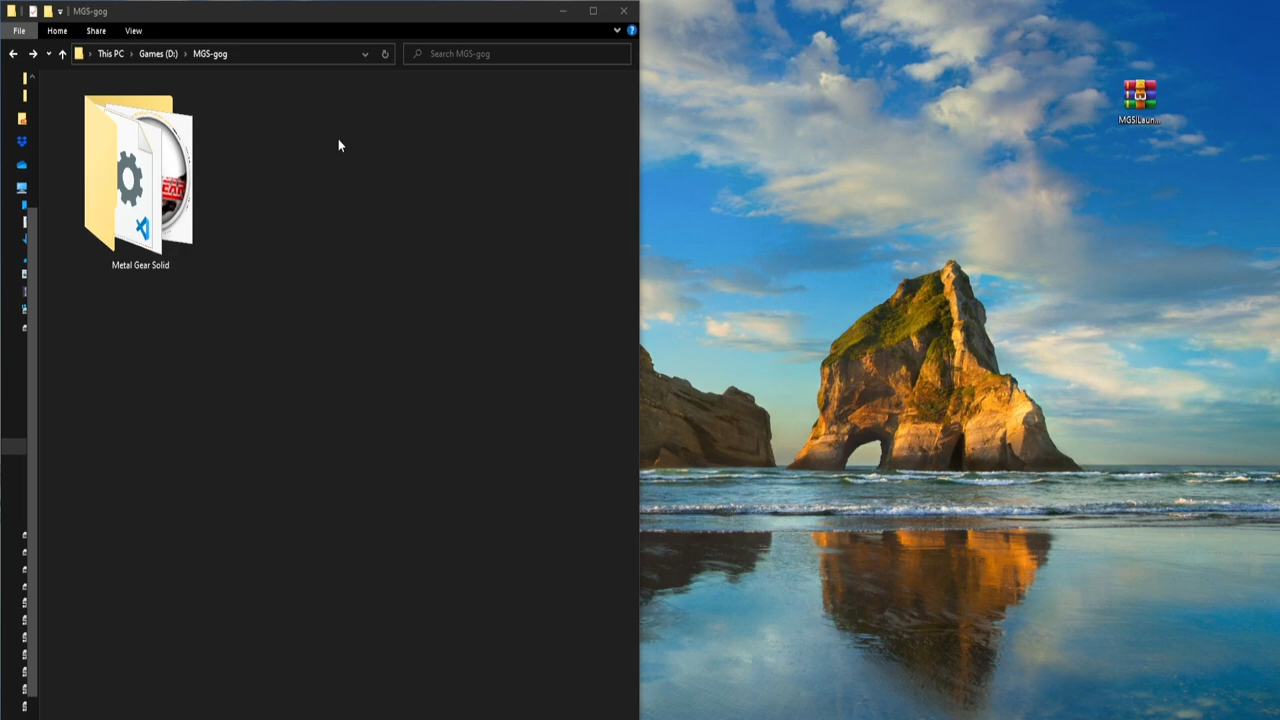 MGS-gog
File Home Share View
This PC Games (D:) MGS-gog Search MGS-gog
Metal Gear Solid
MGSILaun...